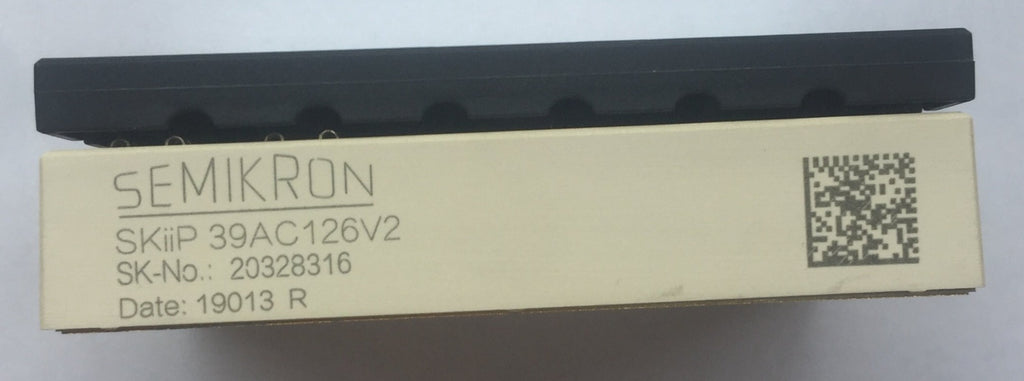 SEMIKRON
SKiiP 39AC126V2
SK-No.: 20328316
Date: 19013 R